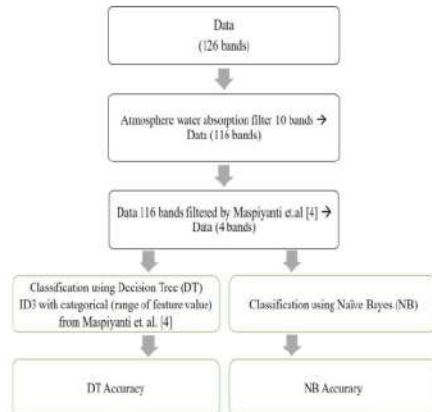 Data
(126 bands)
Atmosphere water absorption filter 10 bands →
Data (116 bands)
Data 116 bands filtered by Maspiyanti et.al [4] →
Data (4 bands)
Classification using Decision Tree (DT)
ID3 with categorical (range of feature value)
from Maspiyanti et. al. [4]
Classification using Naïve Bayes (NB)
DT Accuracy
NB Accuracy